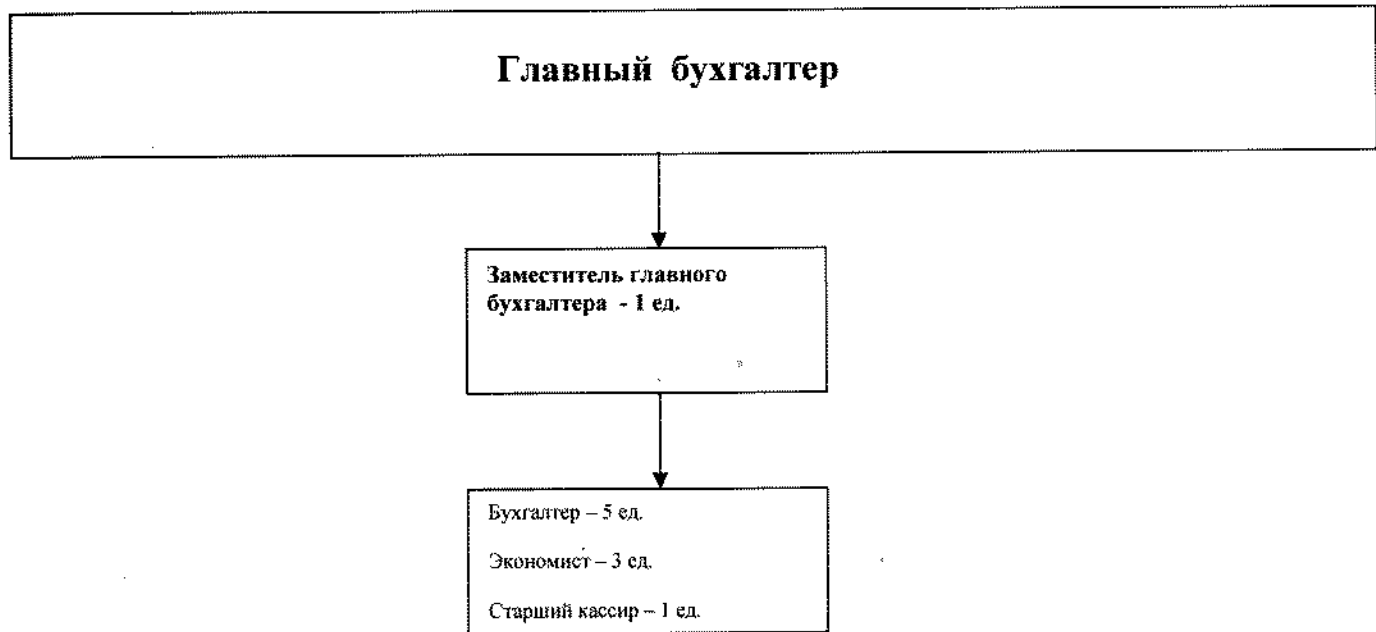 Главный бухгалтер
Заместитель главного
бухгалтера - 1 ед.
Бухгалтер – 5 ед.
Экономист – 3 ед.
Старший кассир – 1 ед.